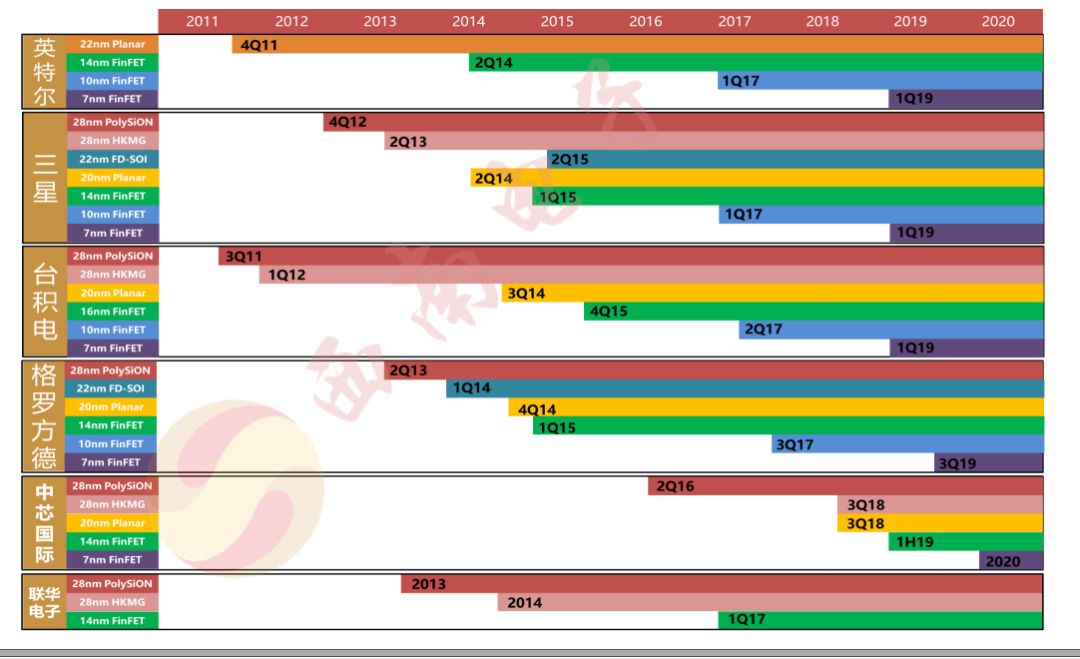 2011 2012 2013 2014 2015 2016 2017 2018 2019 2020
英特尔
22nm Planar 4Q11
14nm FinFET 2Q14
10nm FinFET 1Q17
7nm FinFET 1Q19
三星
28nm PolySiON 4Q12
28nm HKMG 2Q13
22nm FD-SOI 2Q15
20nm Planar 2Q14
14nm FinFET 1Q15
10nm FinFET 1Q17
7nm FinFET 1Q19
台积电
28nm PolySiON 3Q11
28nm HKMG 1Q12
20nm Planar 3Q14
16nm FinFET 4Q15
10nm FinFET 2Q17
7nm FinFET 1Q19
格罗方德
28nm PolySiON 2Q13
22nm FD-SOI 1Q14
20nm Planar 4Q14
14nm FinFET 1Q15
10nm FinFET 3Q17
7nm FinFET 3Q19
中芯国际
28nm PolySiON 2Q16
28nm HKMG 3Q18
20nm Planar 3Q18
14nm FinFET 1H19
7nm FinFET 2020
联华电子
28nm PolySiON 2013
28nm HKMG 2014
14nm FinFET 1Q17